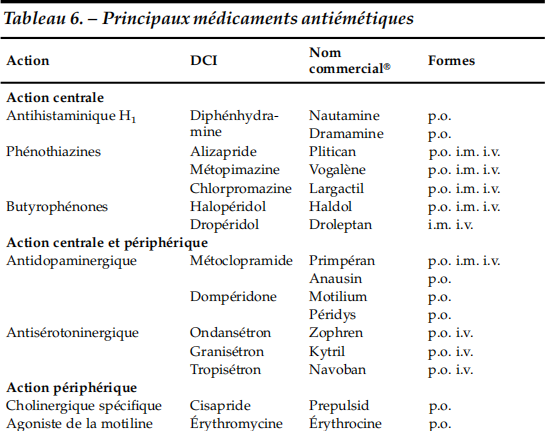 Tableau 6. – Principaux médicaments antiémétiques
Action DCI Nom commercial® Formes
Action centrale
Antihistaminique H₁ Diphénhydra- Nautamine p.o.
mine Dramamine p.o.
Phénothiazines Alizapride Plitican p.o. i.m. i.v.
Métopimazine Vogalène p.o. i.m. i.v.
Chlorpromazine Largactil p.o. i.m. i.v.
Butyrophénones Halopéridol Haldol p.o. i.m. i.v.
Dropéridol Droleptan i.m. i.v.
Action centrale et périphérique
Antidopaminergique Métoclopramide Primpéran p.o. i.m. i.v.
Anausin p.o.
Dompéridone Motilium p.o.
Péridys p.o.
Antisérotoninergique Ondansétron Zophren p.o. i.v.
Granisétron Kytril p.o. i.v.
Tropisétron Navoban p.o. i.v.
Action périphérique
Cholinergique spécifique Cisapride Prepulsid p.o.
Agoniste de la motiline Érythromycine Érythrocine p.o.